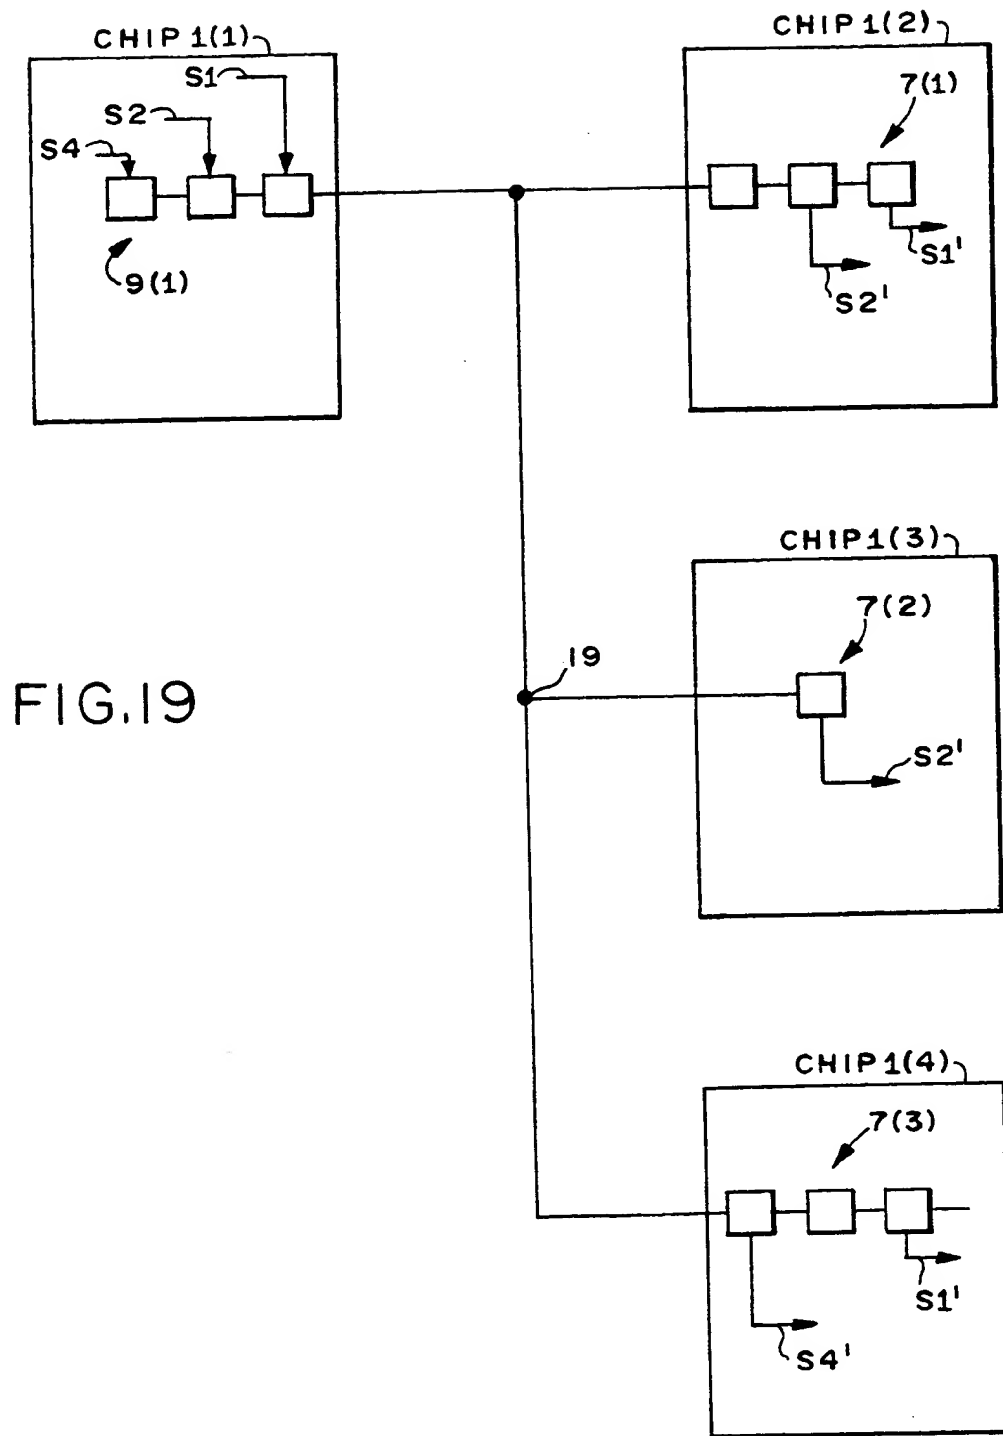 CHIP 1(1)
S1
S2
S4
9(1)
CHIP 1(2)
7(1)
S1'
S2'
CHIP 1(3)
7(2)
19
S2'
FIG.19
CHIP 1(4)
7(3)
S1'
S4'